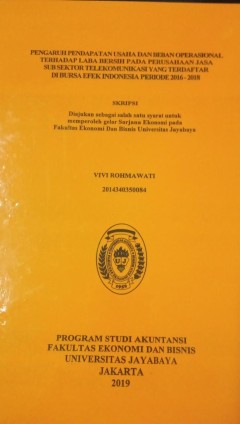 PENGARUH PENDAPATAN USAHA DAN BEBAN OPERASIONAL
TERHADAP LABA BERSIH PADA PERUSAHAAN JASA
SUB SEKTOR TELEKOMUNIKASI YANG TERDAFTAR
DI BURSA EFEK INDONESIA PERIODE 2016 - 2018
SKRIPSI
Diajukan sebagai salah satu syarat untuk
memperoleh gelar Sarjana Ekonomi pada
Fakultas Ekonomi Dan Bisnis Universitas Jayabaya
VIVI ROHMAWATI
2014340350084
PROGRAM STUDI AKUNTANSI
FAKULTAS EKONOMI DAN BISNIS
UNIVERSITAS JAYABAYA
JAKARTA
2019